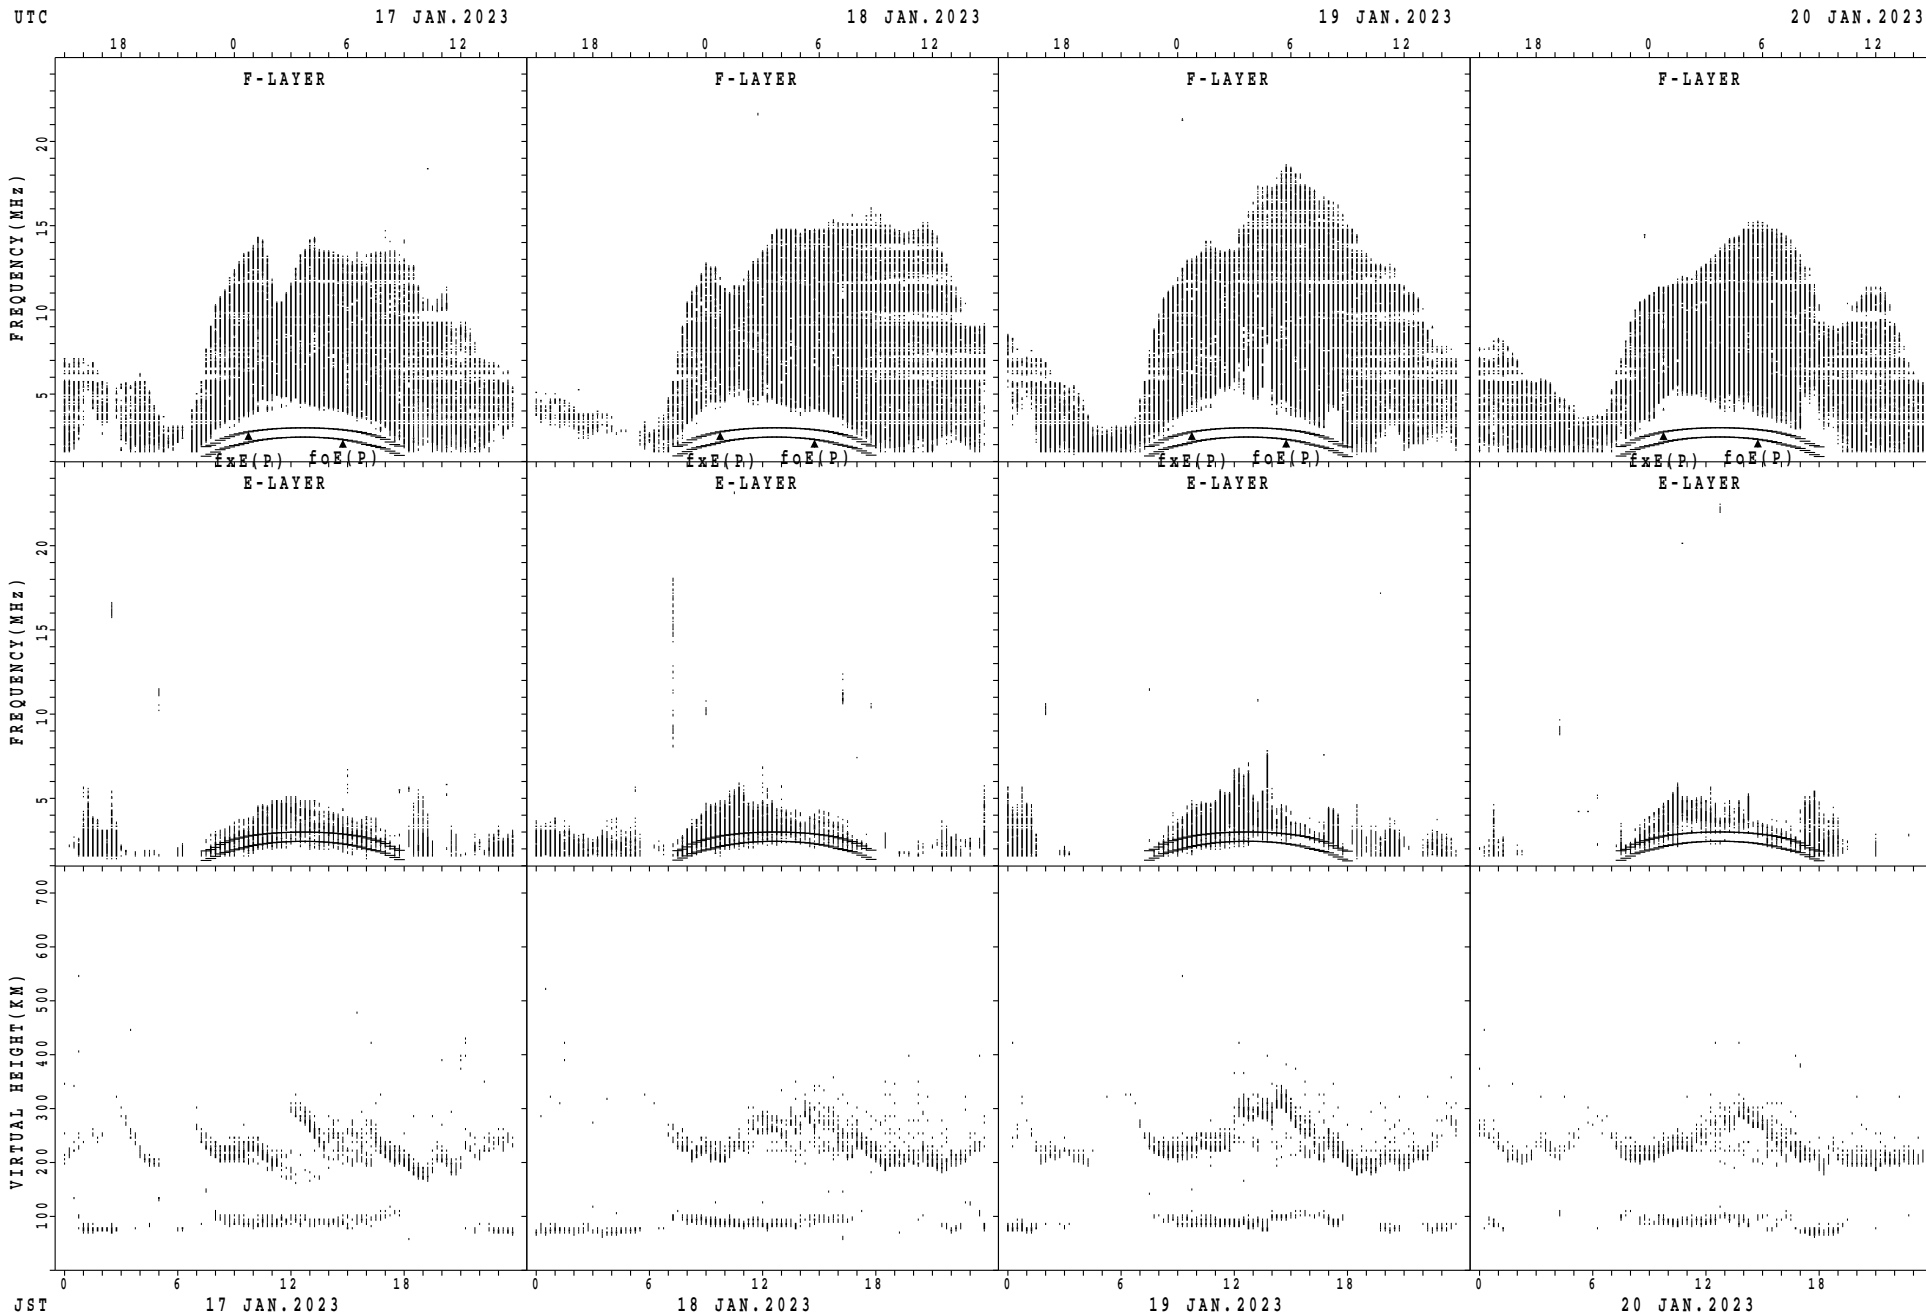 UTC 17 JAN.2023 18 JAN.2023 19 JAN.2023 20 JAN.2023
18 0 6 12 18 0 6 12 18 0 6 12 18 0 6 12
F-LAYER F-LAYER F-LAYER F-LAYER
FREQUENCY(MHz)
20
15
10
5
fxE(P) foE(P) fxE(P) foE(P) fxE(P) foE(P) fxE(P) foE(P)
E-LAYER E-LAYER E-LAYER E-LAYER
FREQUENCY(MHz)
20
15
10
5
VIRTUAL HEIGHT(KM)
700
600
500
400
300
200
100
0 6 12 18 0 6 12 18 0 6 12 18 0 6 12 18
JST 17 JAN.2023 18 JAN.2023 19 JAN.2023 20 JAN.2023